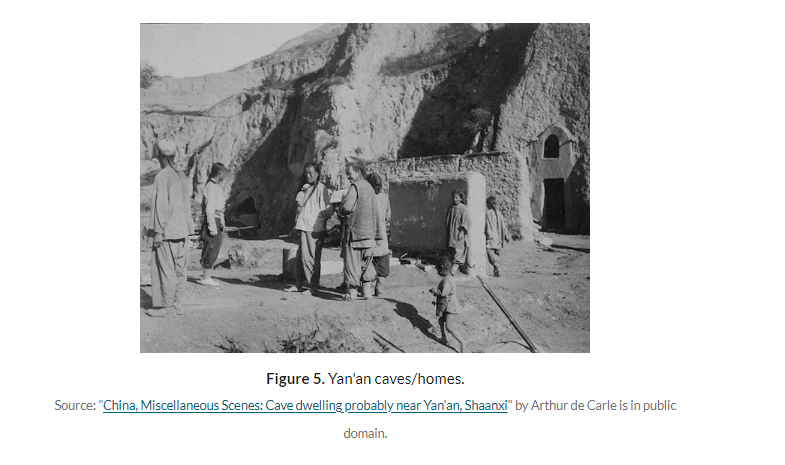 Figure 5. Yan'an caves/homes.
Source: "China, Miscellaneous Scenes: Cave dwelling probably near Yan'an, Shaanxi" by Arthur de Carle is in public
domain.